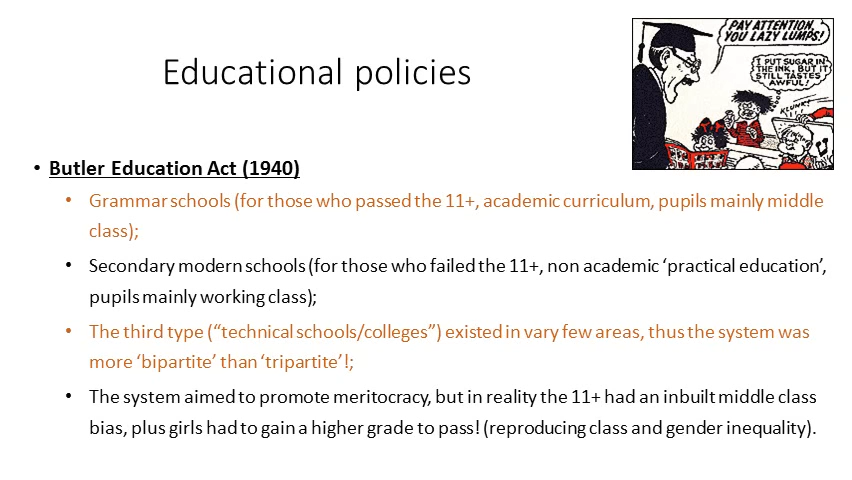 PAY ATTENTION,
YOU LAZY LUMPS!
I PUT SUGAR IN
THE INK, BUT IT
STILL TASTES
AWFUL!
KLUNK!
Educational policies
• Butler Education Act (1940)
• Grammar schools (for those who passed the 11+, academic curriculum, pupils mainly middle
class);
• Secondary modern schools (for those who failed the 11+, non academic ‘practical education’,
pupils mainly working class);
• The third type (“technical schools/colleges”) existed in vary few areas, thus the system was
more ‘bipartite’ than ‘tripartite’!;
• The system aimed to promote meritocracy, but in reality the 11+ had an inbuilt middle class
bias, plus girls had to gain a higher grade to pass! (reproducing class and gender inequality).